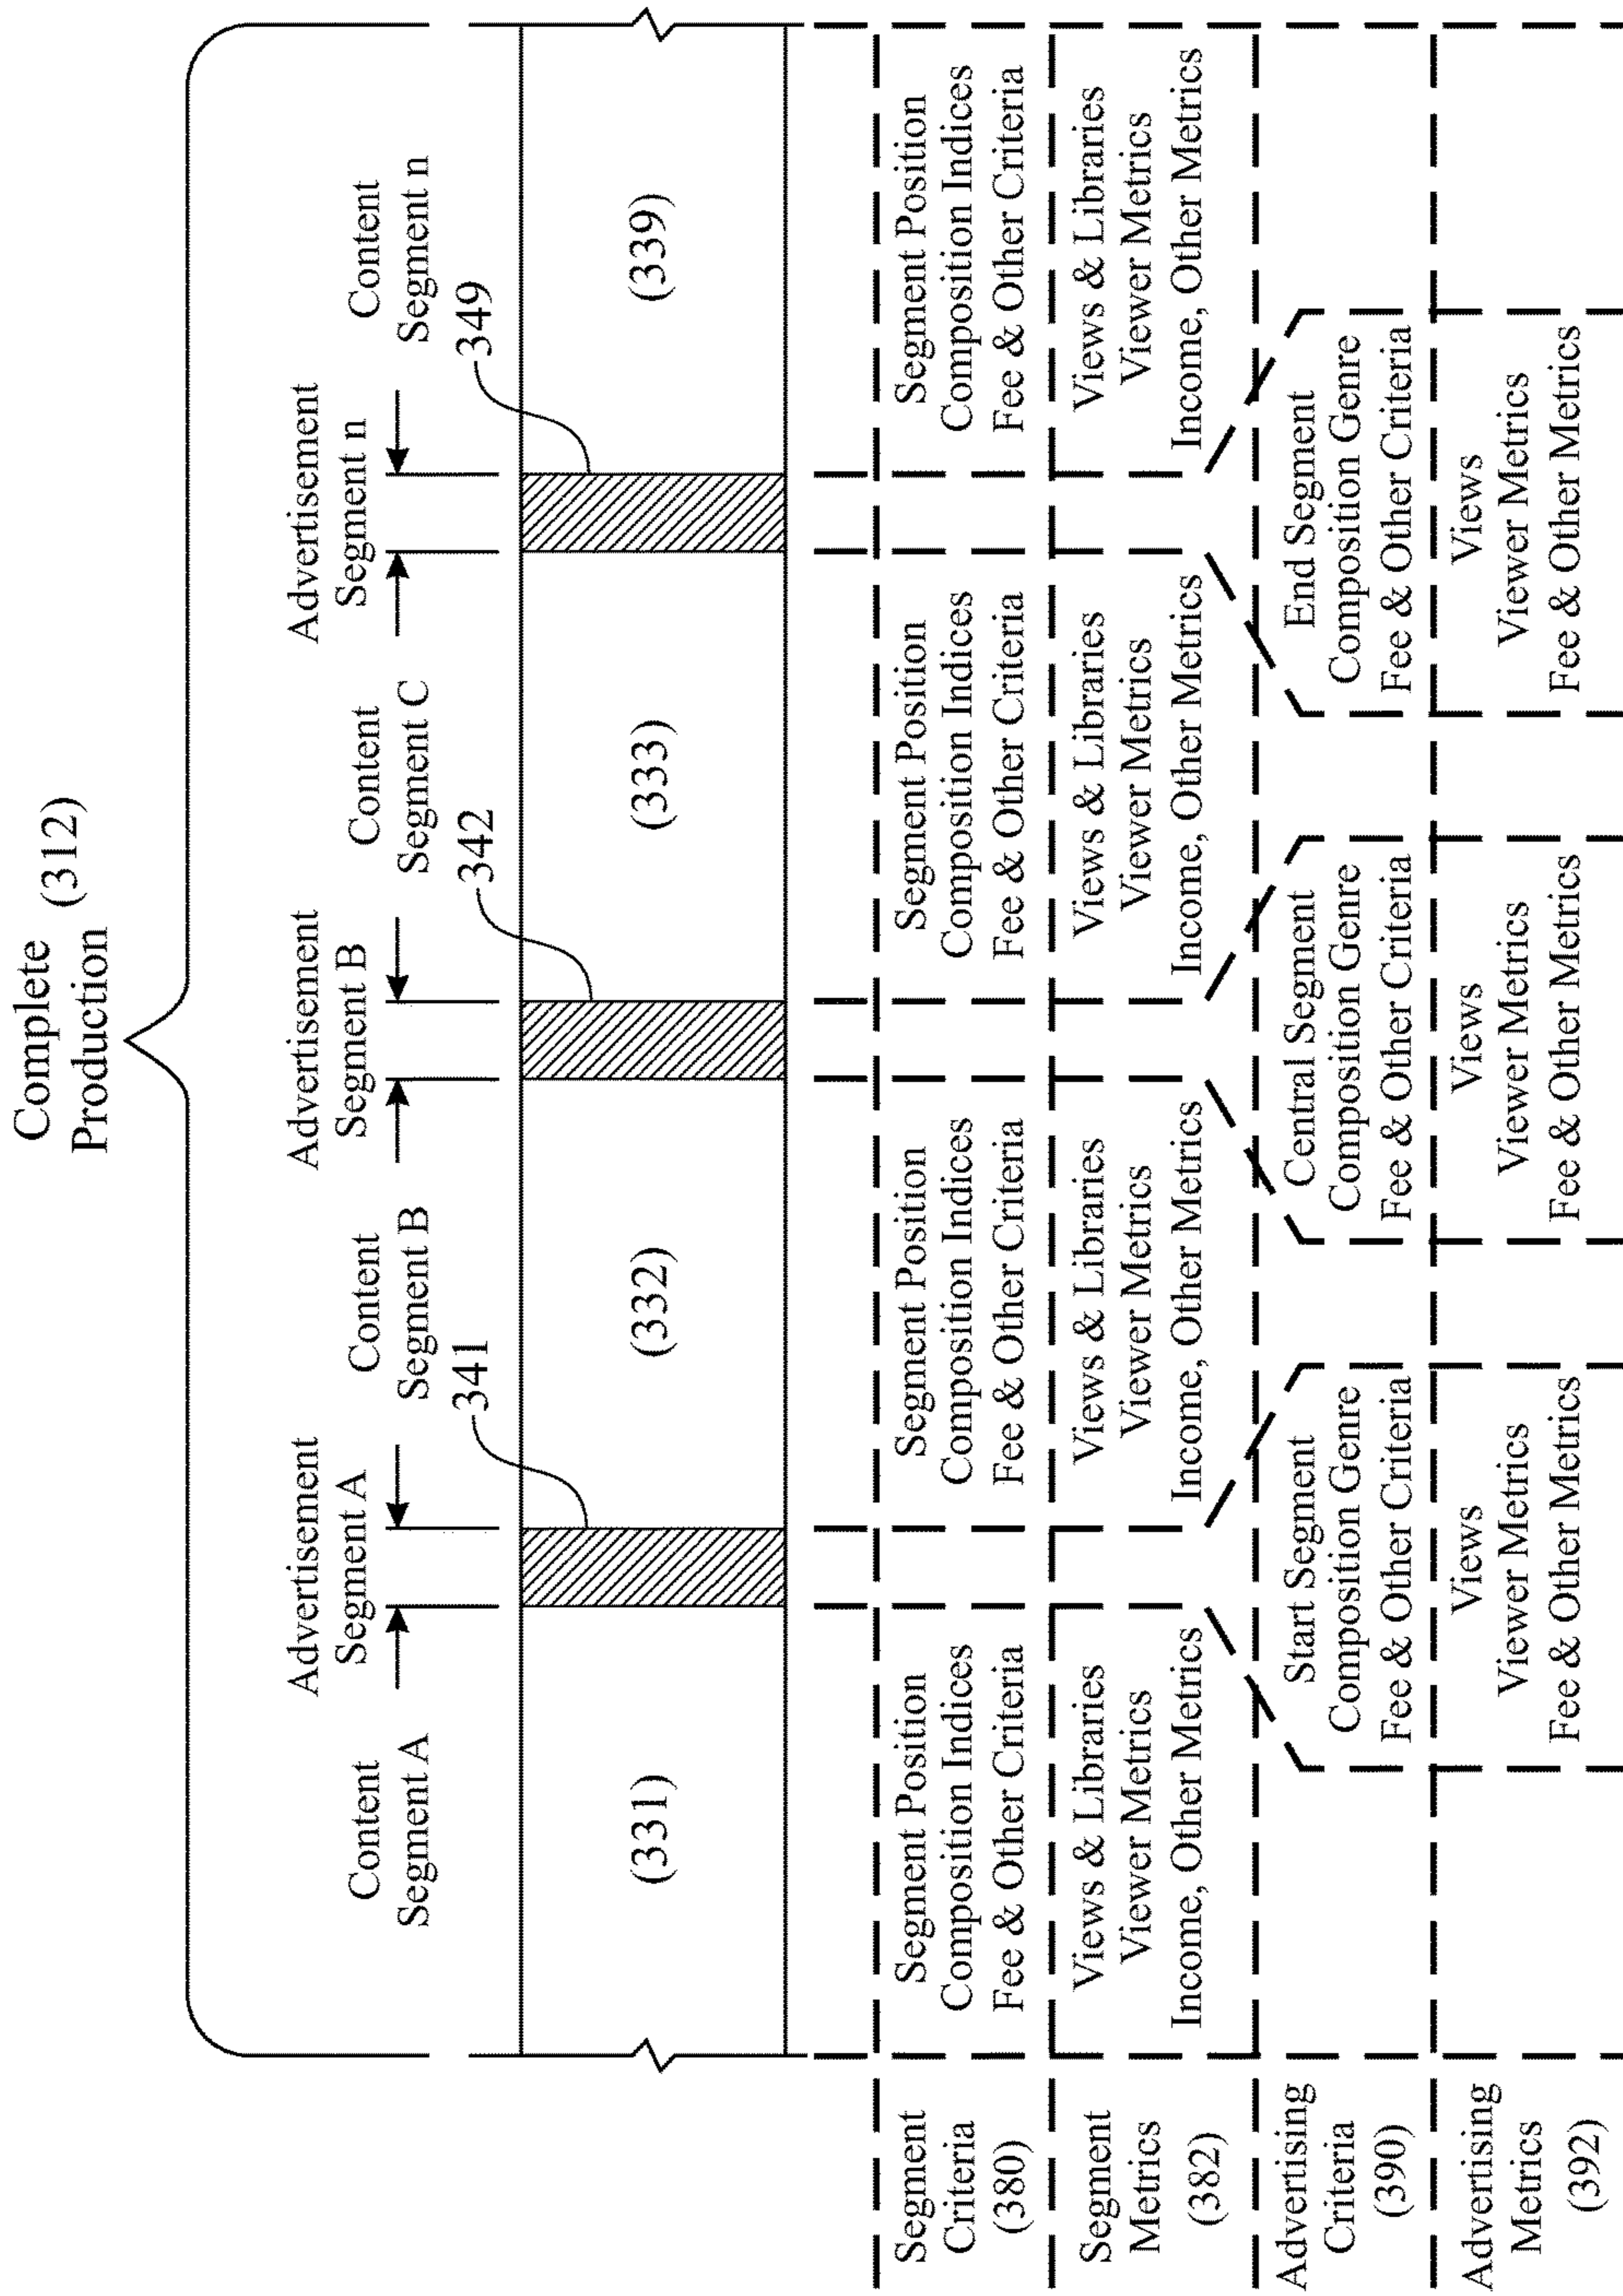 Complete
Production (312)
Advertisement
Segment A
Advertisement
Segment B
Advertisement
Segment n
Content
Segment A
Content
Segment B
Content
Segment C
Content
Segment n
341
342
349
(331)
(332)
(333)
(339)
Segment
Criteria
(380)
Segment Position
Composition Indices
Fee & Other Criteria
Segment Position
Composition Indices
Fee & Other Criteria
Segment Position
Composition Indices
Fee & Other Criteria
Segment Position
Composition Indices
Fee & Other Criteria
Segment
Metrics
(382)
Views & Libraries
Viewer Metrics
Income, Other Metrics
Views & Libraries
Viewer Metrics
Income, Other Metrics
Views & Libraries
Viewer Metrics
Income, Other Metrics
Views & Libraries
Viewer Metrics
Income, Other Metrics
Advertising
Criteria
(390)
Start Segment
Composition Genre
Fee & Other Criteria
Central Segment
Composition Genre
Fee & Other Criteria
End Segment
Composition Genre
Fee & Other Criteria
Advertising
Metrics
(392)
Views
Viewer Metrics
Fee & Other Metrics
Views
Viewer Metrics
Fee & Other Metrics
Views
Viewer Metrics
Fee & Other Metrics